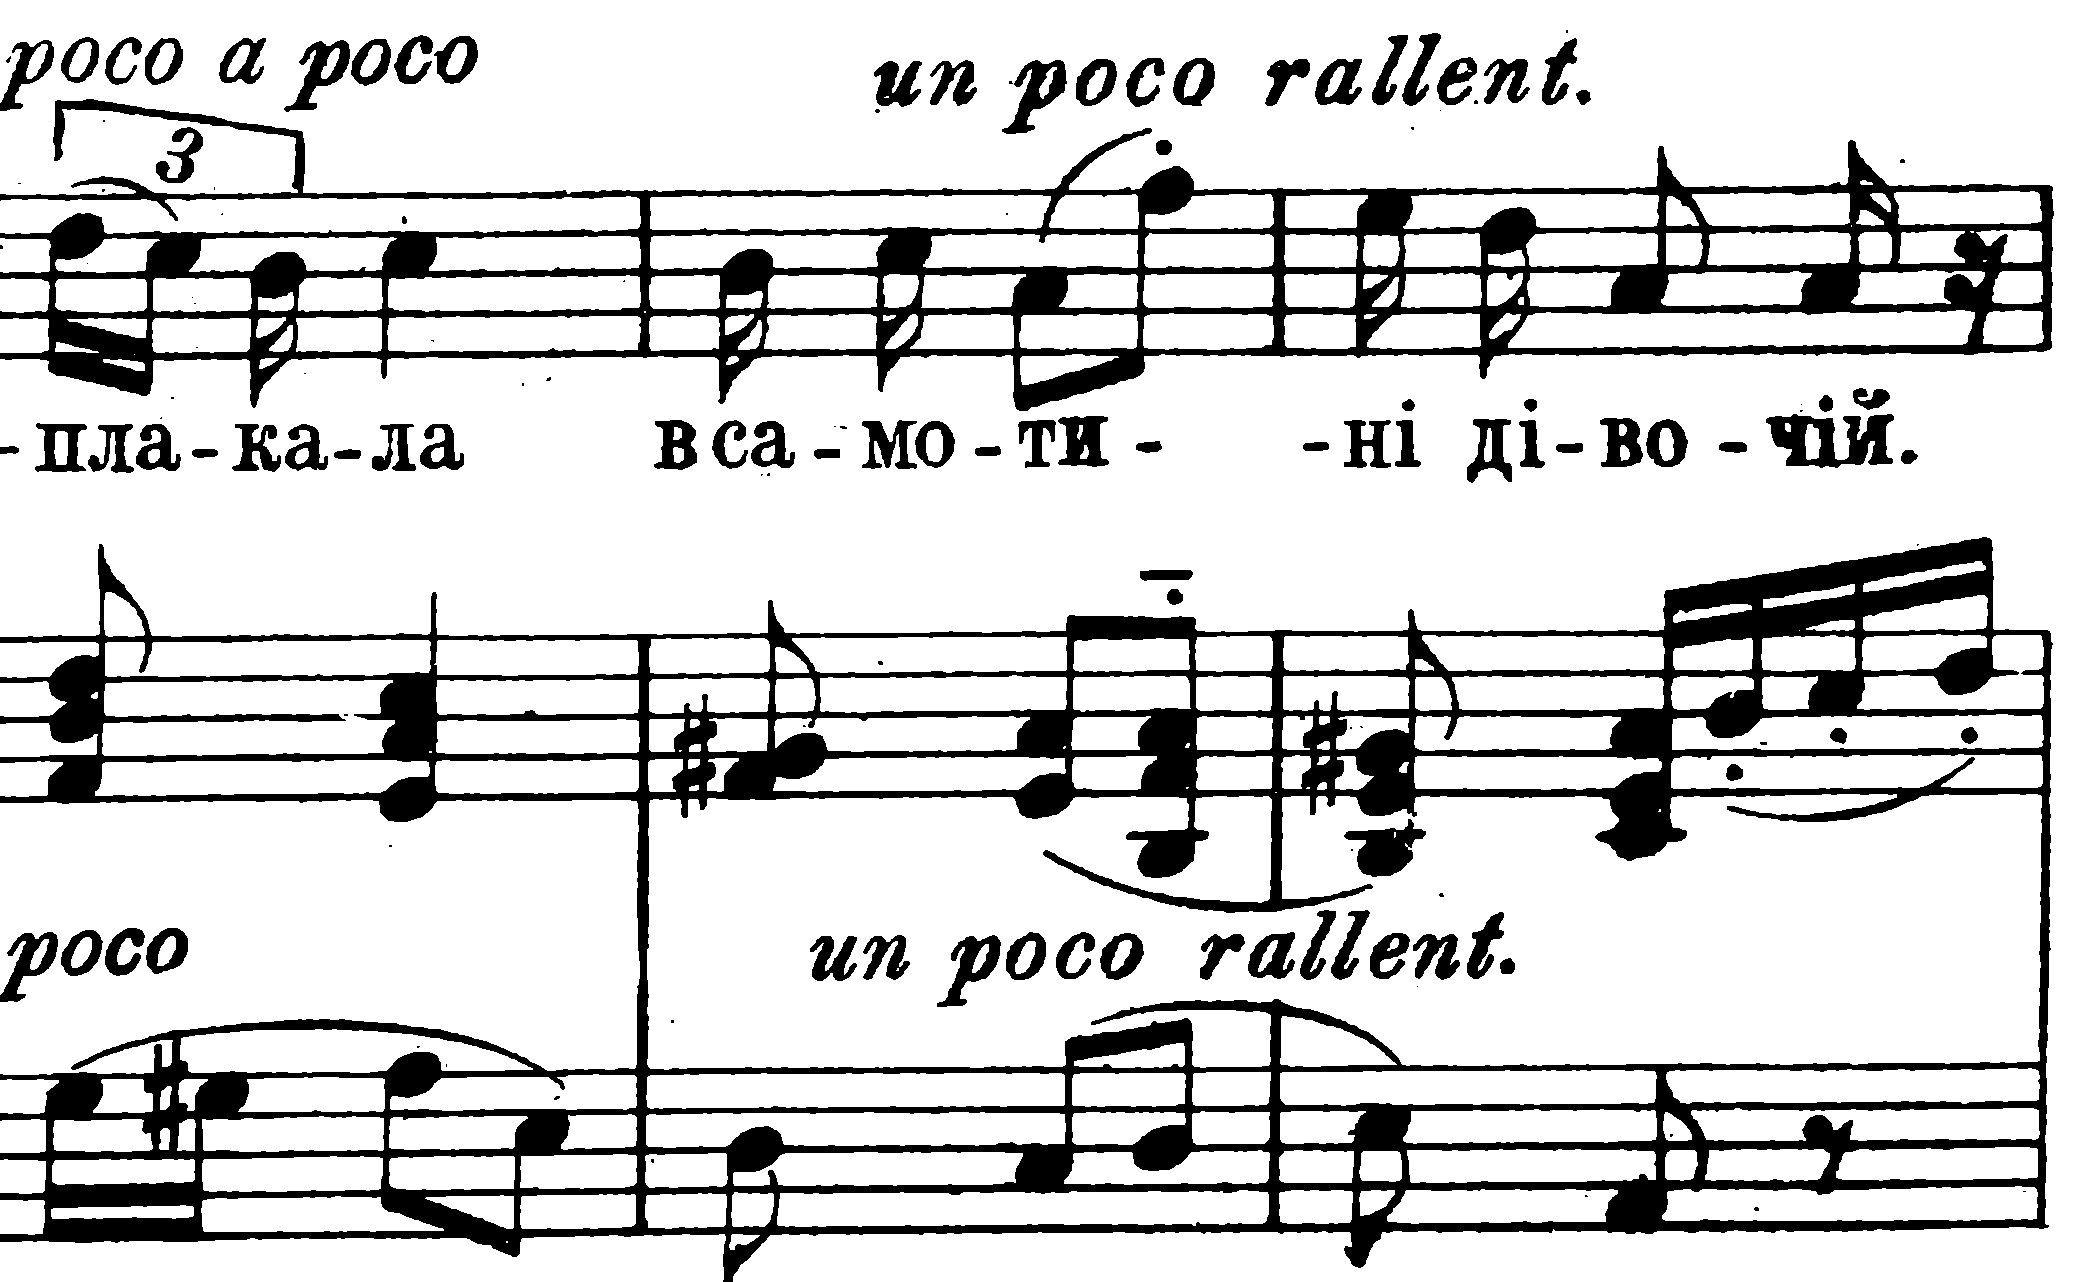 poco a poco un poco rallent.
3
-пла-ка-ла вса-мо-ти- -ні ді-во-чій.
poco un poco rallent.